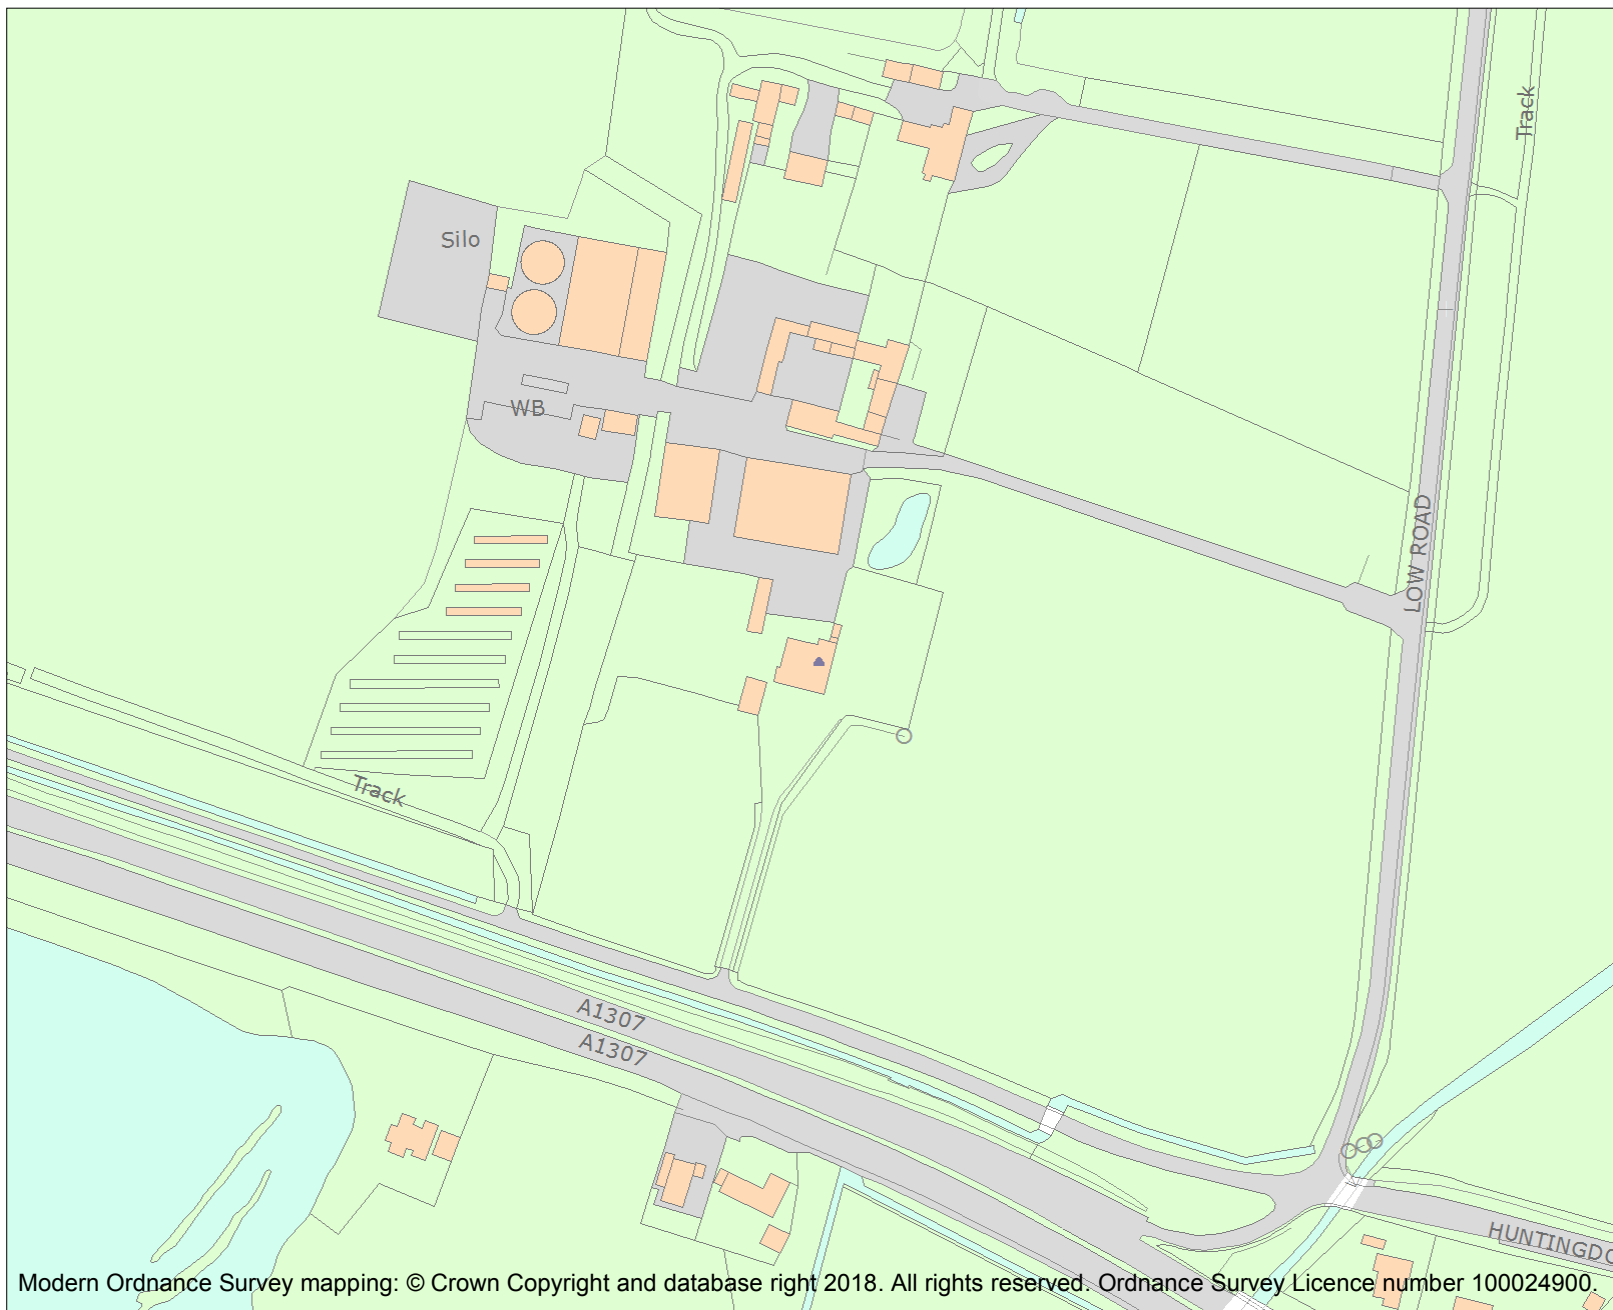 Track
Silo
WB
LOW ROAD
Track
A1307
A1307
HUNTINGDO
Modern Ordnance Survey mapping: © Crown Copyright and database right 2018. All rights reserved. Ordnance Survey Licence number 100024900.